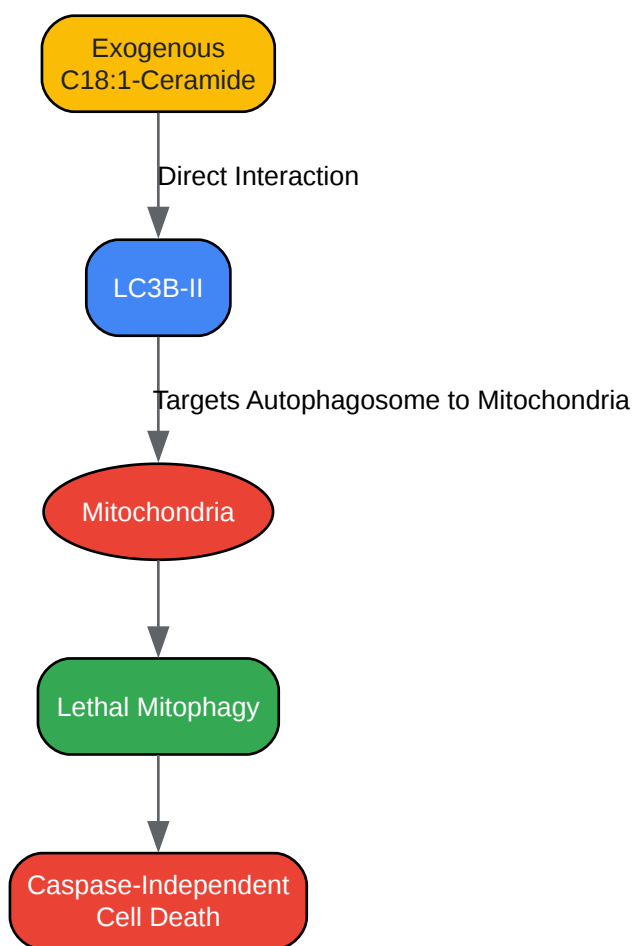 Exogenous
C18:1-Ceramide
Direct Interaction
LC3B-II
Targets Autophagosome to Mitochondria
Mitochondria
Lethal Mitophagy
Caspase-Independent
Cell Death